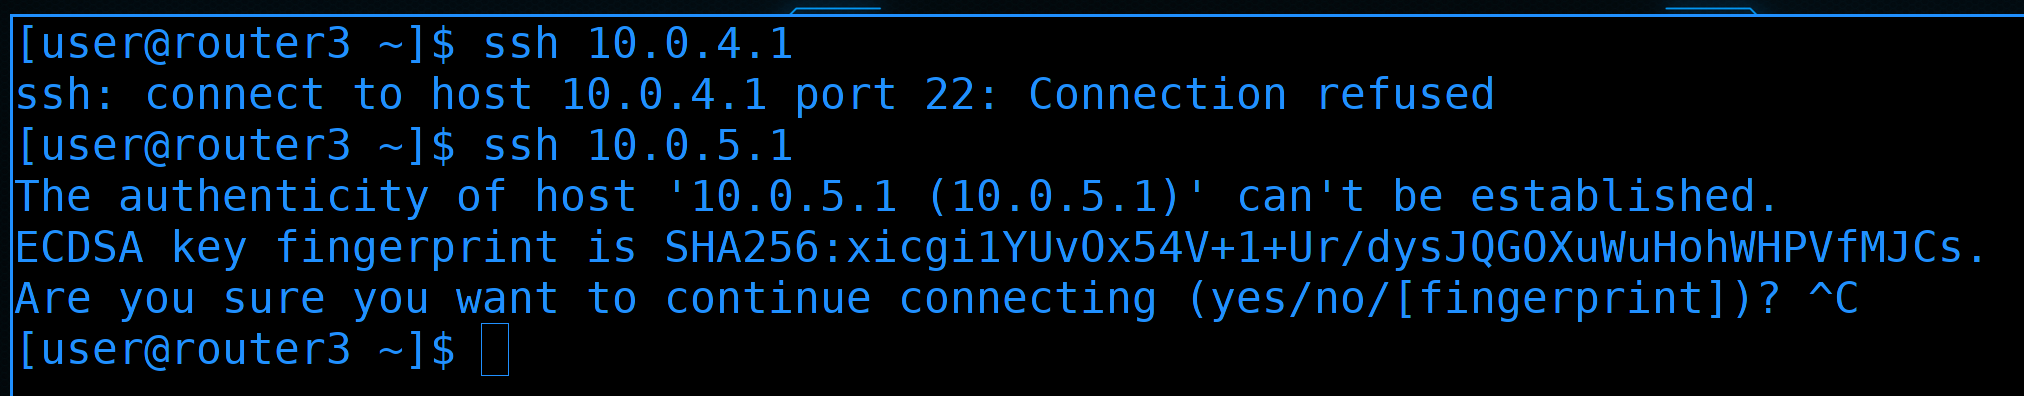 [user@router3 ~]$ ssh 10.0.4.1
ssh: connect to host 10.0.4.1 port 22: Connection refused
[user@router3 ~]$ ssh 10.0.5.1
The authenticity of host '10.0.5.1 (10.0.5.1)' can't be established.
ECDSA key fingerprint is SHA256:xicgi1YUvOx54V+1+Ur/dysJQGOXuWuHohWHPVfMJCs.
Are you sure you want to continue connecting (yes/no/[fingerprint])? ^C
[user@router3 ~]$